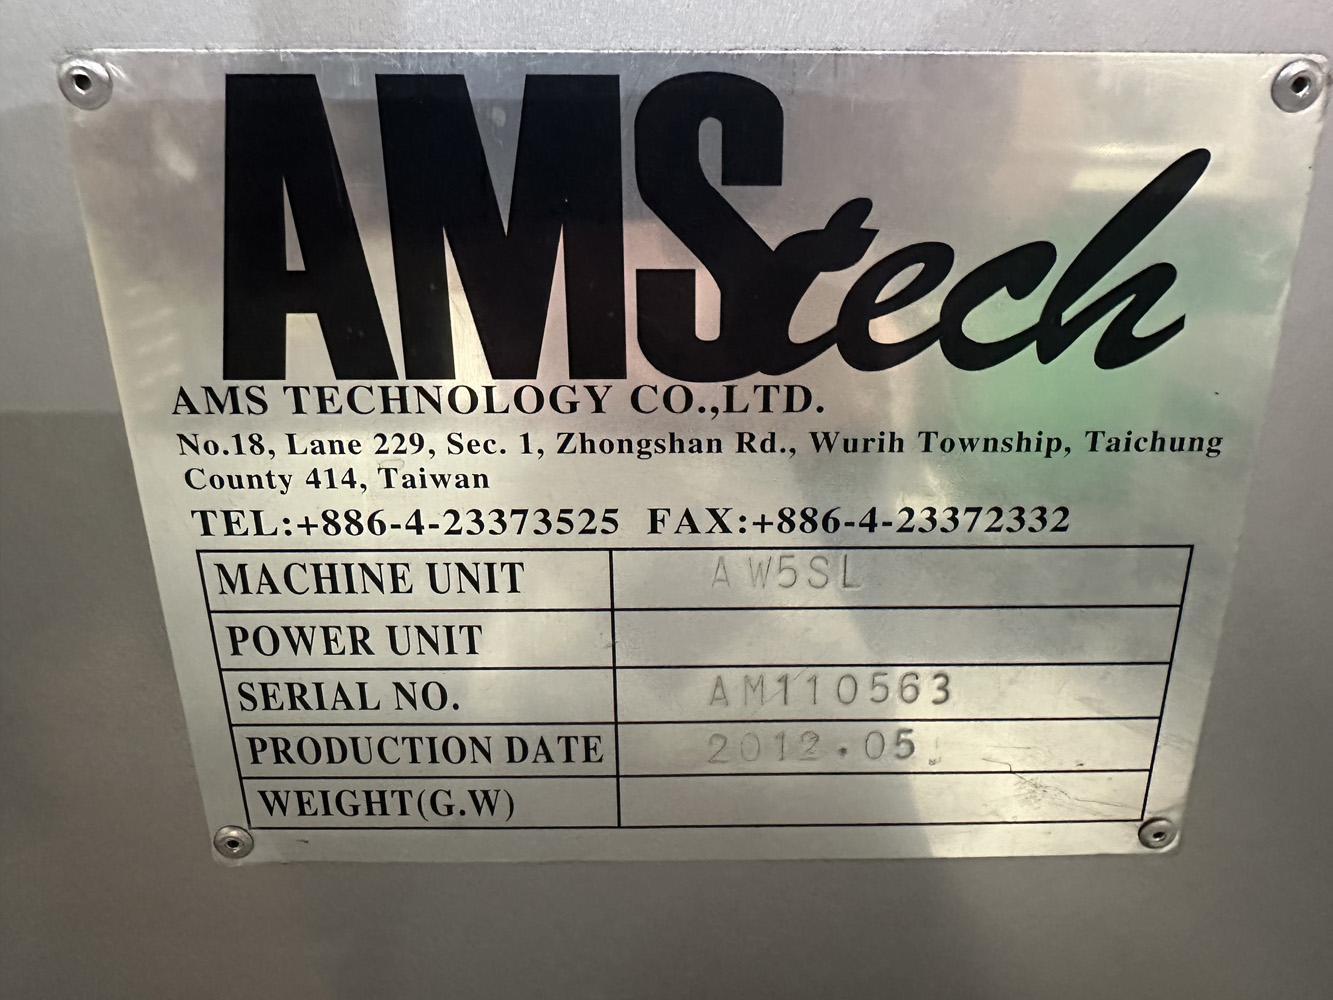 AMStech
AMS TECHNOLOGY CO.,LTD.
No.18, Lane 229, Sec. 1, Zhongshan Rd., Wurih Township, Taichung
County 414, Taiwan
TEL:+886-4-23373525 FAX:+886-4-23372332
MACHINE UNIT AW5SL
POWER UNIT
SERIAL NO. AM110563
PRODUCTION DATE 2012.05
WEIGHT(G.W)